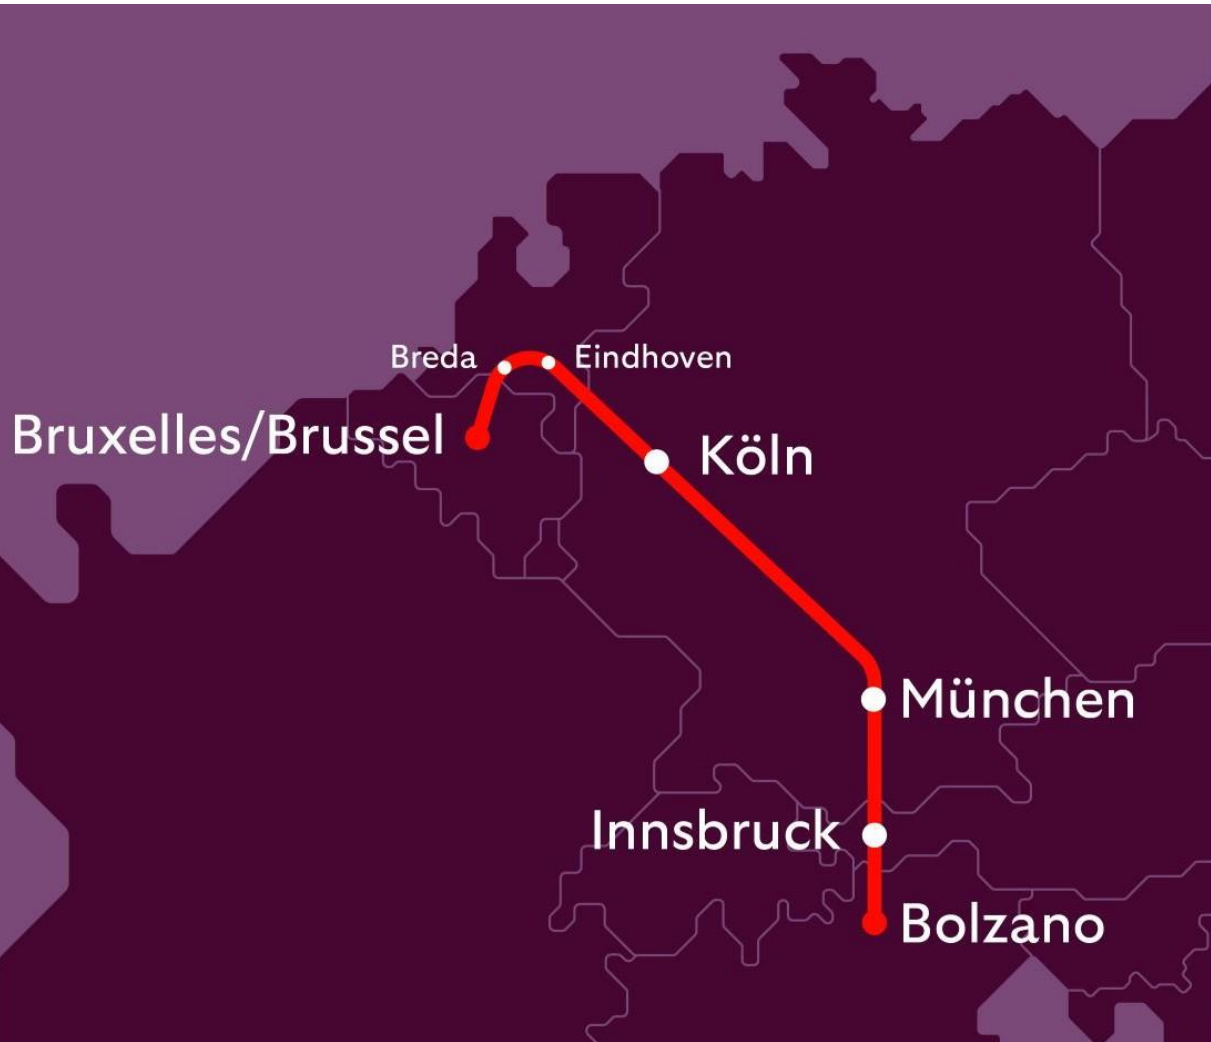 Breda
Eindhoven
Bruxelles/Brussel
Köln
München
Innsbruck
Bolzano